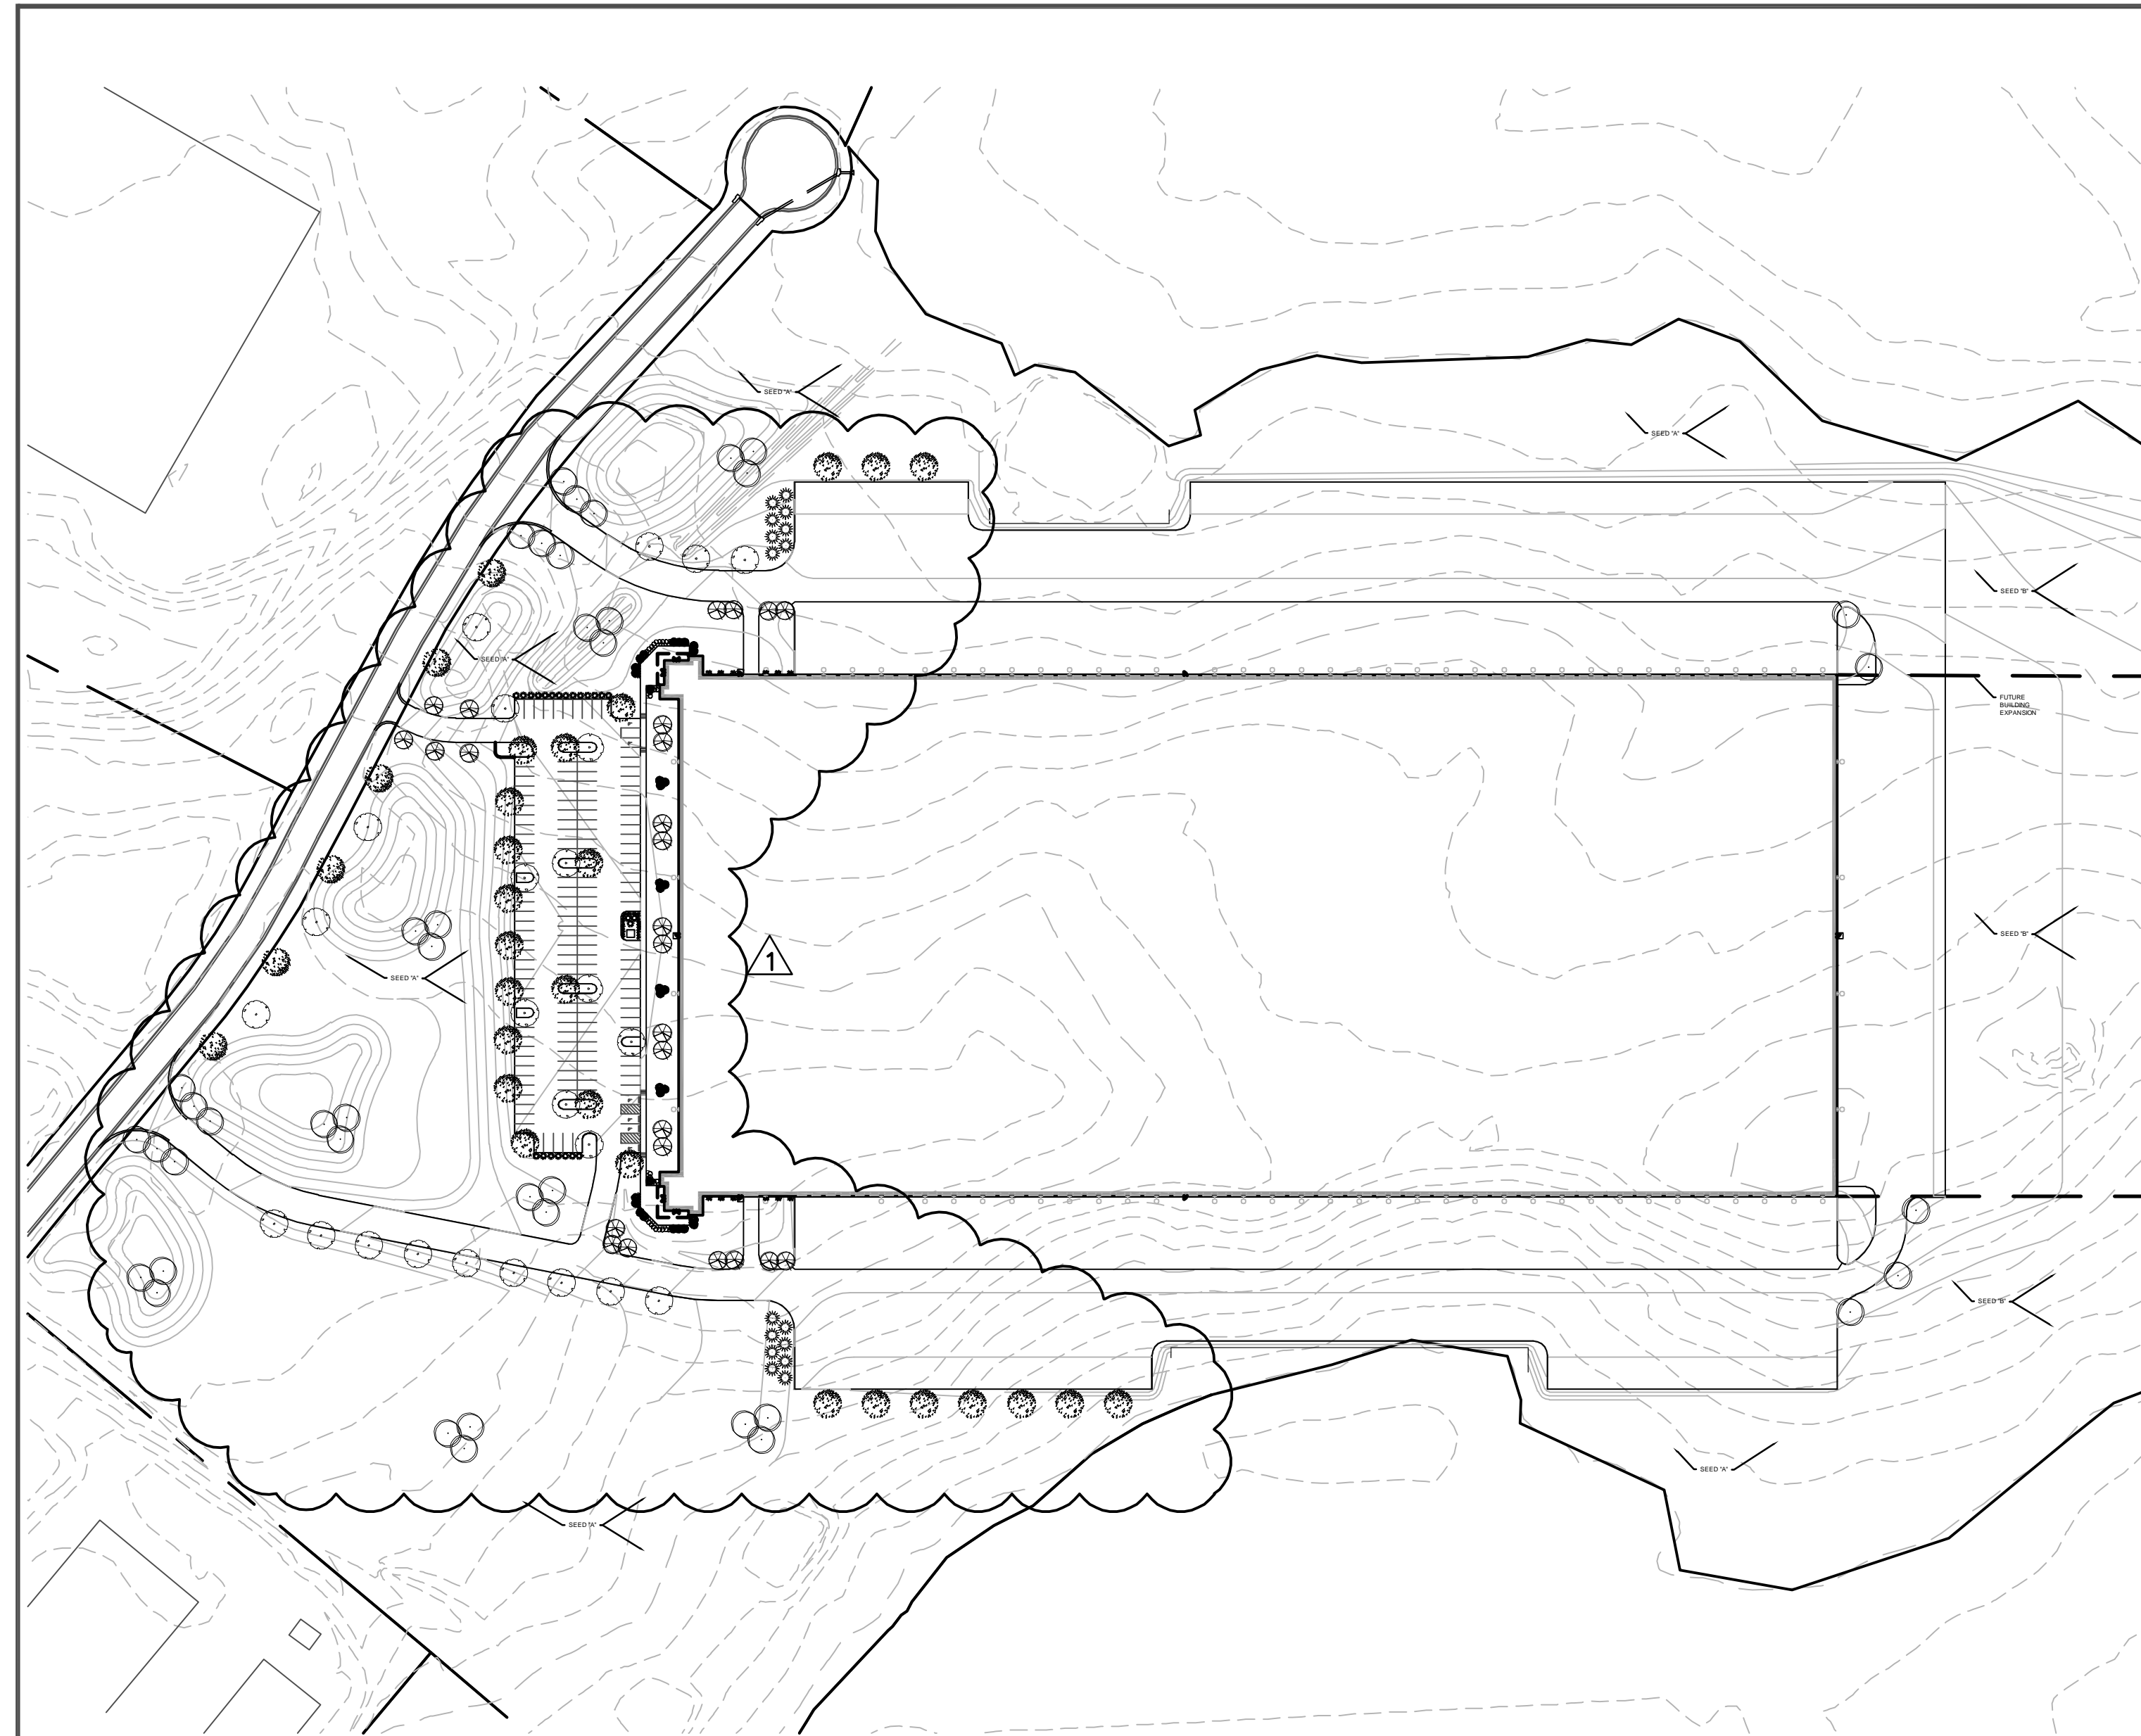 SEED "A"
SEED "A"
SEED "B"
SEED "A"
FUTURE
BUILDING
EXPANSION
SEED "B"
1
SEED "A"
SEED "B"
SEED "A"
SEED "A"